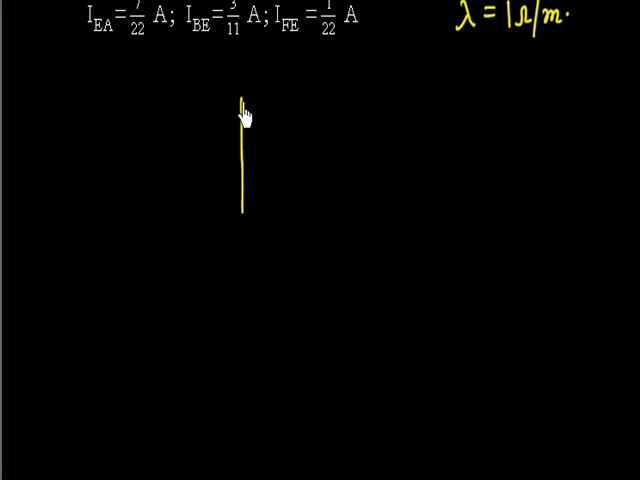 I_EA = 7/22 A; I_BE = 3/11 A; I_FE = 1/22 A
λ = 1Ω/m.